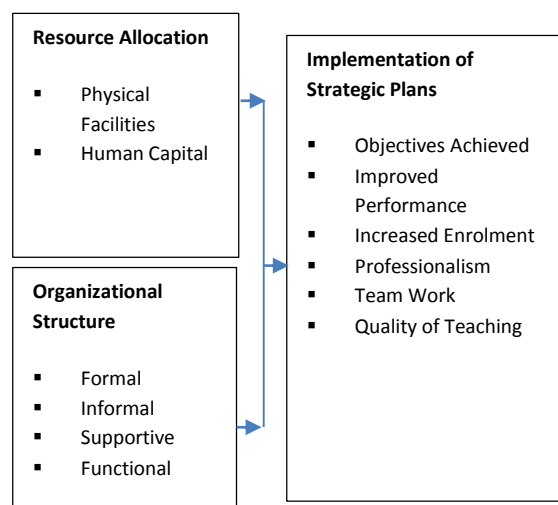 Resource Allocation
▪ Physical
Facilities
▪ Human Capital
Organizational
Structure
▪ Formal
▪ Informal
▪ Supportive
▪ Functional
Implementation of
Strategic Plans
▪ Objectives Achieved
▪ Improved
Performance
▪ Increased Enrolment
▪ Professionalism
▪ Team Work
▪ Quality of Teaching